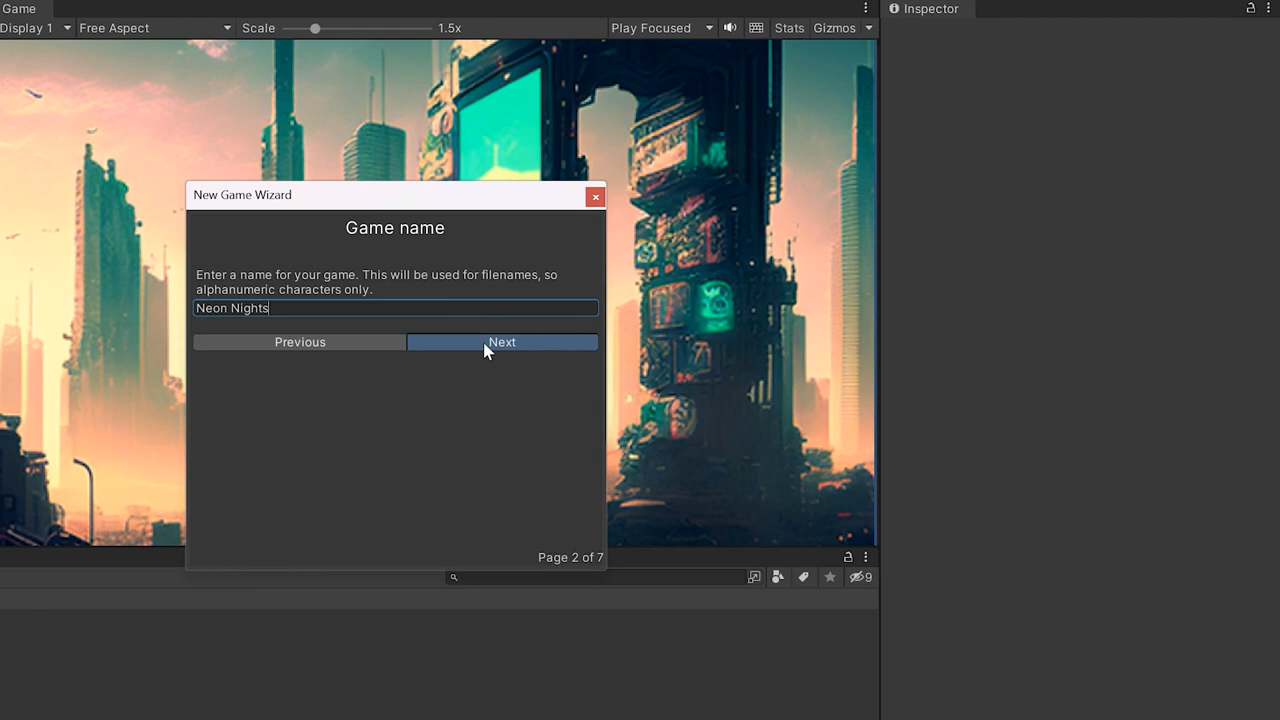 Game
Inspector
Display 1
Free Aspect
Scale
1.5x
Play Focused
Stats
Gizmos
New Game Wizard
Game name
Enter a name for your game. This will be used for filenames, so
alphanumeric characters only.
Neon Nights
Previous
Next
Page 2 of 7
9